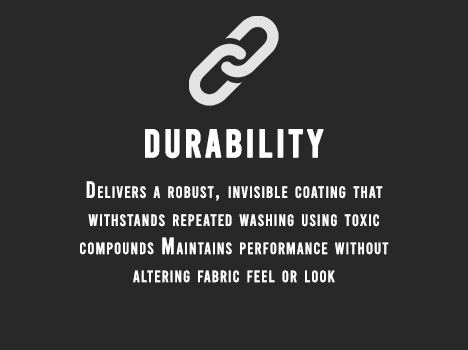 DURABILITY
Delivers a robust, invisible coating that
withstands repeated washing using toxic
compounds Maintains performance without
altering fabric feel or look